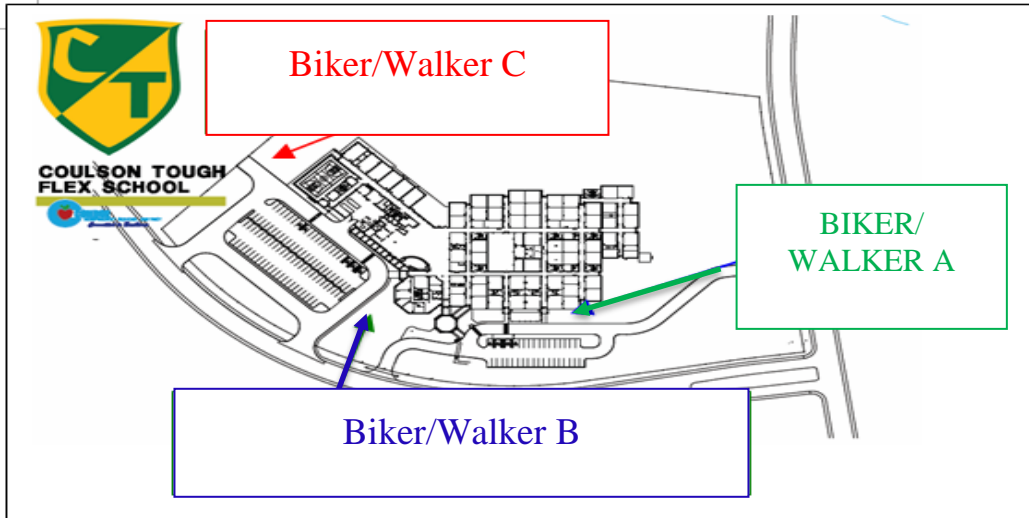 CT
COULSON TOUGH
FLEX SCHOOL
Biker/Walker C
BIKER/
WALKER A
Biker/Walker B